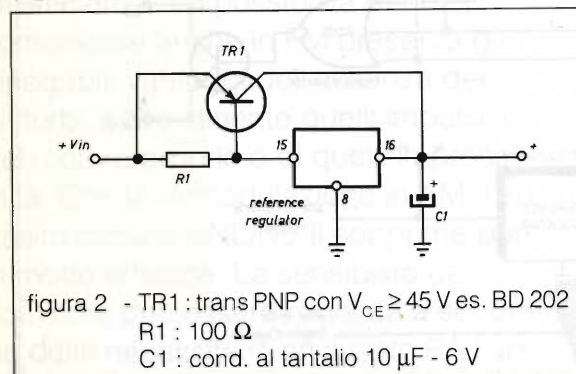 TR1
+Vin
R1
15
16
8
reference
regulator
+
+
C1
figura 2 - TR1 : trans PNP con V_CE ≥ 45 V es. BD 202
R1 : 100 Ω
C1 : cond. al tantalio 10 µF - 6 V